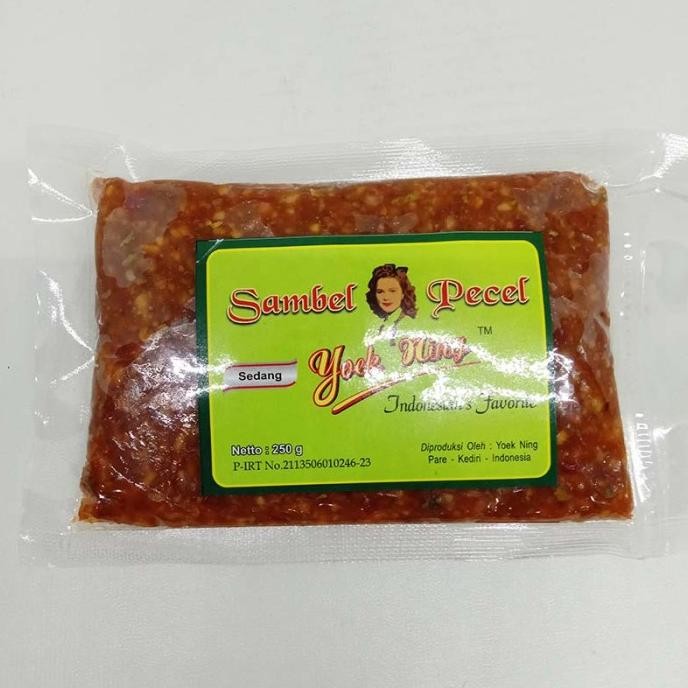 Sambel Pecel
Yoek Ning TM
Sedang
Indonesian's Favorite
Netto : 250 g
P-IRT No.2113506010246-23
Diproduksi Oleh : Yoek Ning
Pare - Kediri - Indonesia